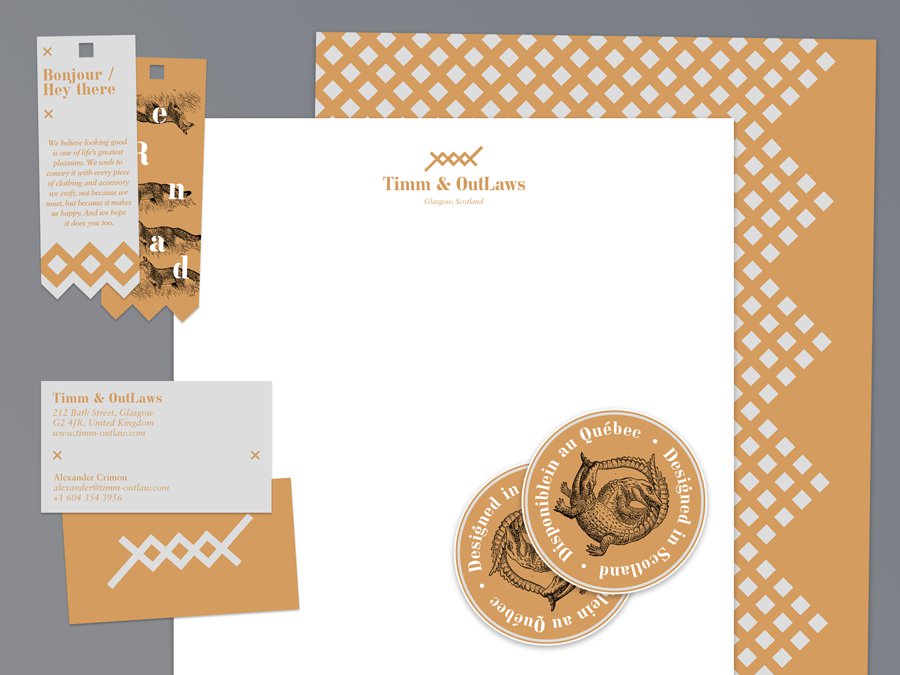 Bonjour /
Hey there
We believe looking good
is one of life's greatest
pleasures. We wish to
convey it with every piece
of clothing and accessory
we craft, not because we
must, but because it makes
us happy. And we hope
it does you too.
e
R
n
a
d
Timm & OutLaws
Glasgow, Scotland
Timm & OutLaws
212 Bath Street, Glasgow
G2 4JR, United Kingdom
www.timm-outlaw.com
Alexander Crimon
alexander@timm-outlaw.com
+1 604 354 3956
Disponiblein au Québec • Designed in Scotland •
Designed in
lein au Québec •